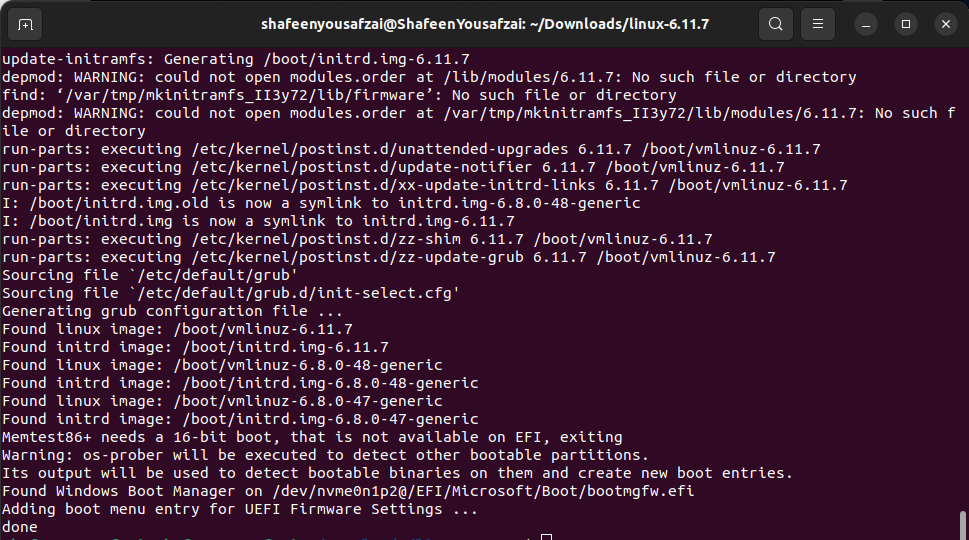 shafeenyousafzai@ShafeenYousafzai: ~/Downloads/linux-6.11.7
update-initramfs: Generating /boot/initrd.img-6.11.7
depmod: WARNING: could not open modules.order at /lib/modules/6.11.7: No such file or directory
find: ‘/var/tmp/mkinitramfs_II3y72/lib/firmware’: No such file or directory
depmod: WARNING: could not open modules.order at /var/tmp/mkinitramfs_II3y72/lib/modules/6.11.7: No such f
ile or directory
run-parts: executing /etc/kernel/postinst.d/unattended-upgrades 6.11.7 /boot/vmlinuz-6.11.7
run-parts: executing /etc/kernel/postinst.d/update-notifier 6.11.7 /boot/vmlinuz-6.11.7
run-parts: executing /etc/kernel/postinst.d/xx-update-initrd-links 6.11.7 /boot/vmlinuz-6.11.7
I: /boot/initrd.img.old is now a symlink to initrd.img-6.8.0-48-generic
I: /boot/initrd.img is now a symlink to initrd.img-6.11.7
run-parts: executing /etc/kernel/postinst.d/zz-shim 6.11.7 /boot/vmlinuz-6.11.7
run-parts: executing /etc/kernel/postinst.d/zz-update-grub 6.11.7 /boot/vmlinuz-6.11.7
Sourcing file `/etc/default/grub'
Sourcing file `/etc/default/grub.d/init-select.cfg'
Generating grub configuration file ...
Found linux image: /boot/vmlinuz-6.11.7
Found initrd image: /boot/initrd.img-6.11.7
Found linux image: /boot/vmlinuz-6.8.0-48-generic
Found initrd image: /boot/initrd.img-6.8.0-48-generic
Found linux image: /boot/vmlinuz-6.8.0-47-generic
Found initrd image: /boot/initrd.img-6.8.0-47-generic
Memtest86+ needs a 16-bit boot, that is not available on EFI, exiting
Warning: os-prober will be executed to detect other bootable partitions.
Its output will be used to detect bootable binaries on them and create new boot entries.
Found Windows Boot Manager on /dev/nvme0n1p2@/EFI/Microsoft/Boot/bootmgfw.efi
Adding boot menu entry for UEFI Firmware Settings ...
done